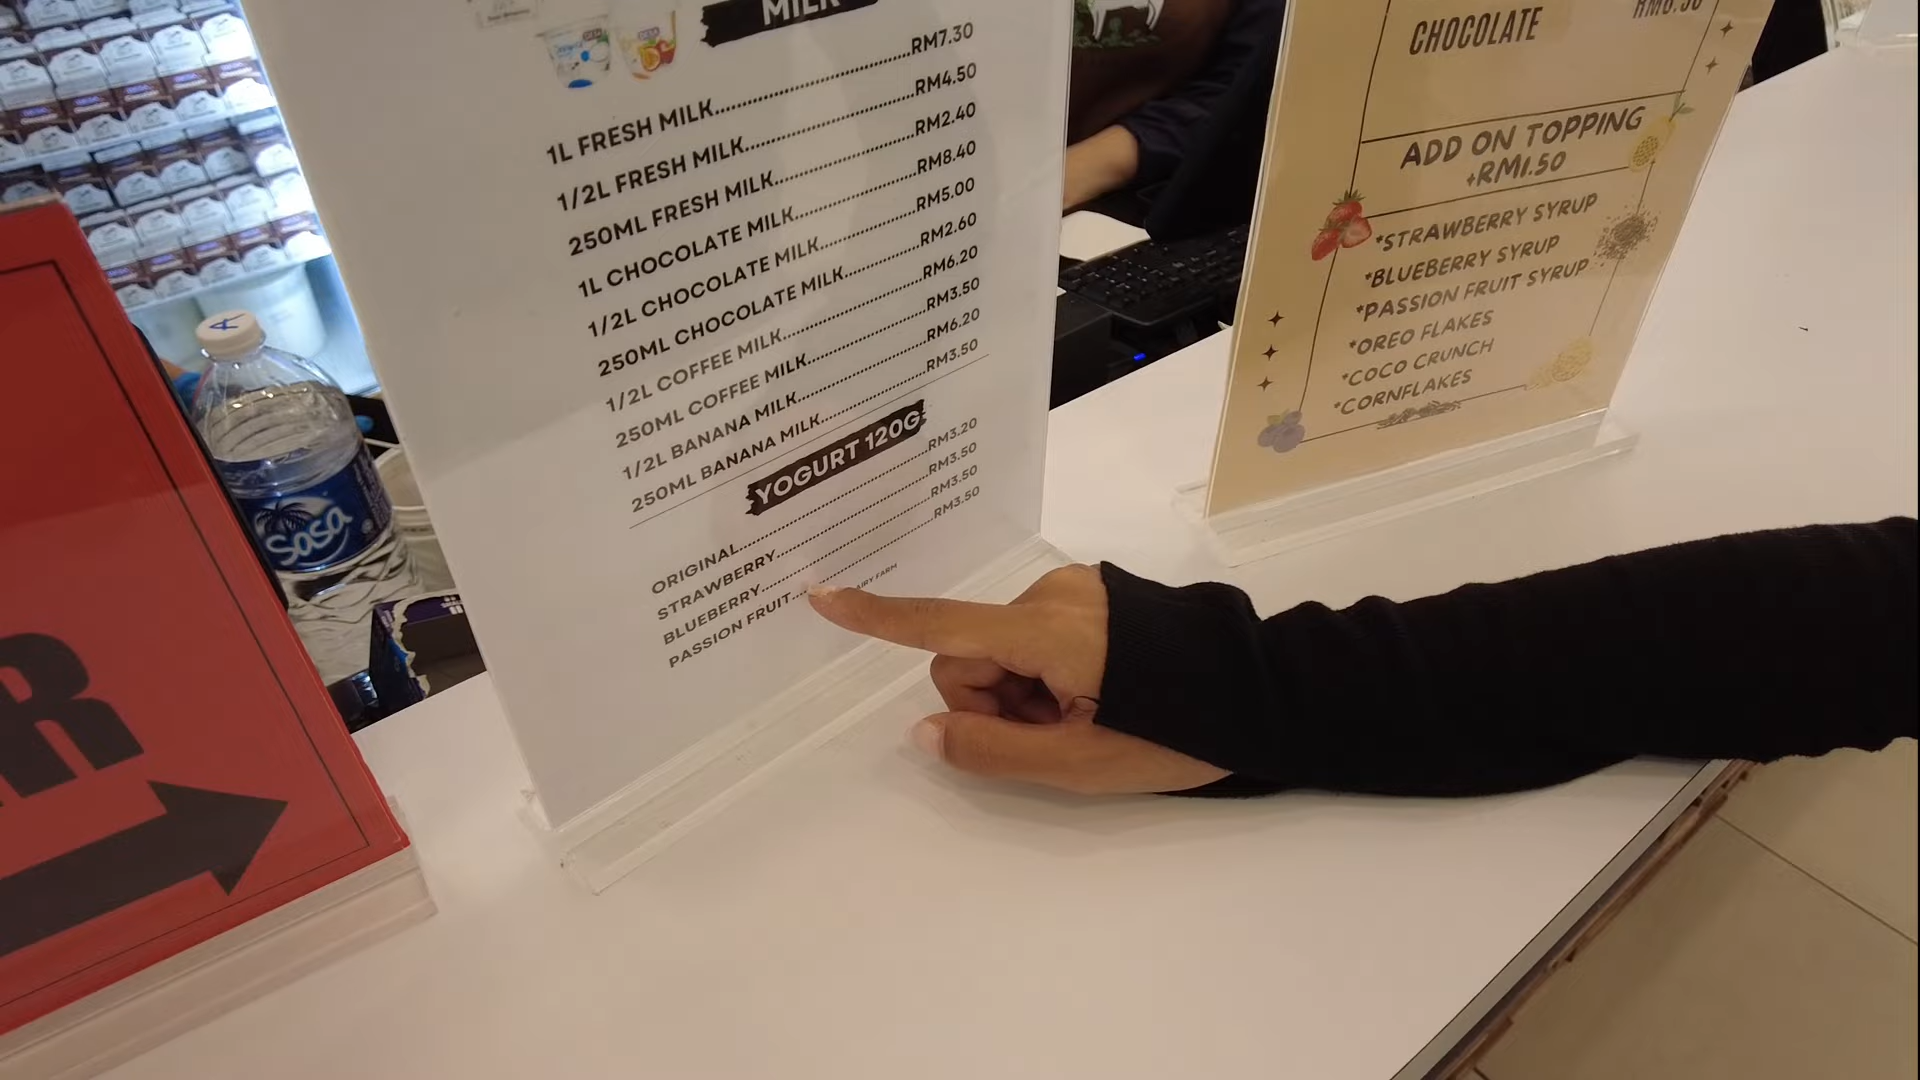 MILK
1L FRESH MILK..........RM7.30
1/2L FRESH MILK..........RM4.50
250ML FRESH MILK..........RM2.40
1L CHOCOLATE MILK..........RM8.40
1/2L CHOCOLATE MILK..........RM5.00
250ML CHOCOLATE MILK..........RM2.60
1/2L COFFEE MILK..........RM6.20
250ML COFFEE MILK..........RM3.50
1/2L BANANA MILK..........RM6.20
250ML BANANA MILK..........RM3.50
YOGURT 120G
ORIGINAL..........RM3.20
STRAWBERRY..........RM3.50
BLUEBERRY..........RM3.50
PASSION FRUIT..........RM3.50
FARM
CHOCOLATE RM6.50
ADD ON TOPPING
+RM1.50
*STRAWBERRY SYRUP
*BLUEBERRY SYRUP
*PASSION FRUIT SYRUP
*OREO FLAKES
*COCO CRUNCH
*CORNFLAKES
A
Sasa
R